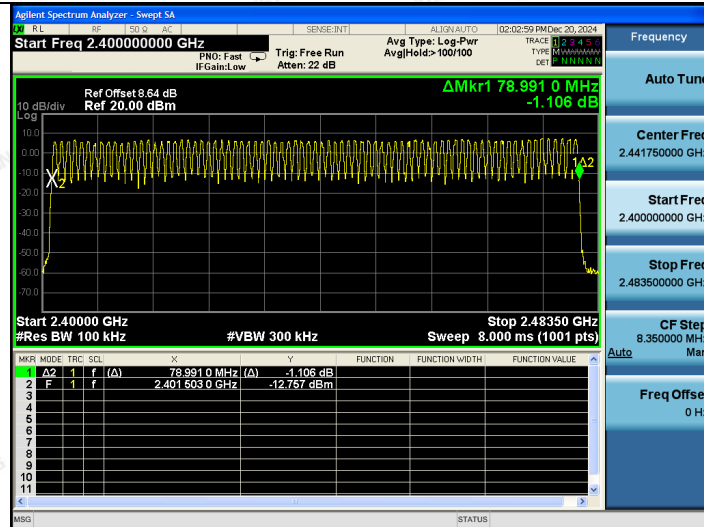 Agilent Spectrum Analyzer - Swept SA
LXI RL RF 50 Ω AC SENSE:INT ALIGNAUTO 02:02:59 PM Dec 20, 2024
Start Freq 2.400000000 GHz
PNO: Fast
IFGain:Low
Trig: Free Run
Atten: 22 dB
Avg Type: Log-Pwr
Avg|Hold:>100/100
TRACE 1 2 3 4 5 6
TYPE M
DET P N N N N N
Frequency
Auto Tune
Ref Offset 8.64 dB
10 dB/div Ref 20.00 dBm
Log
ΔMkr1 78.991 0 MHz
-1.106 dB
10.0
0.00
-10.0
-20.0
-30.0
-40.0
-50.0
-60.0
-70.0
2
1Δ2
Center Freq
2.441750000 GHz
Start Freq
2.400000000 GHz
Stop Freq
2.483500000 GHz
CF Step
8.350000 MHz
Auto Man
Freq Offset
0 Hz
Start 2.40000 GHz Stop 2.48350 GHz
#Res BW 100 kHz #VBW 300 kHz Sweep 8.000 ms (1001 pts)
MKR MODE TRC SCL X Y FUNCTION FUNCTION WIDTH FUNCTION VALUE
1 Δ2 1 f (Δ) 78.991 0 MHz (Δ) -1.106 dB
2 F 1 f 2.401 503 0 GHz -12.757 dBm
3
4
5
6
7
8
9
10
11
MSG STATUS